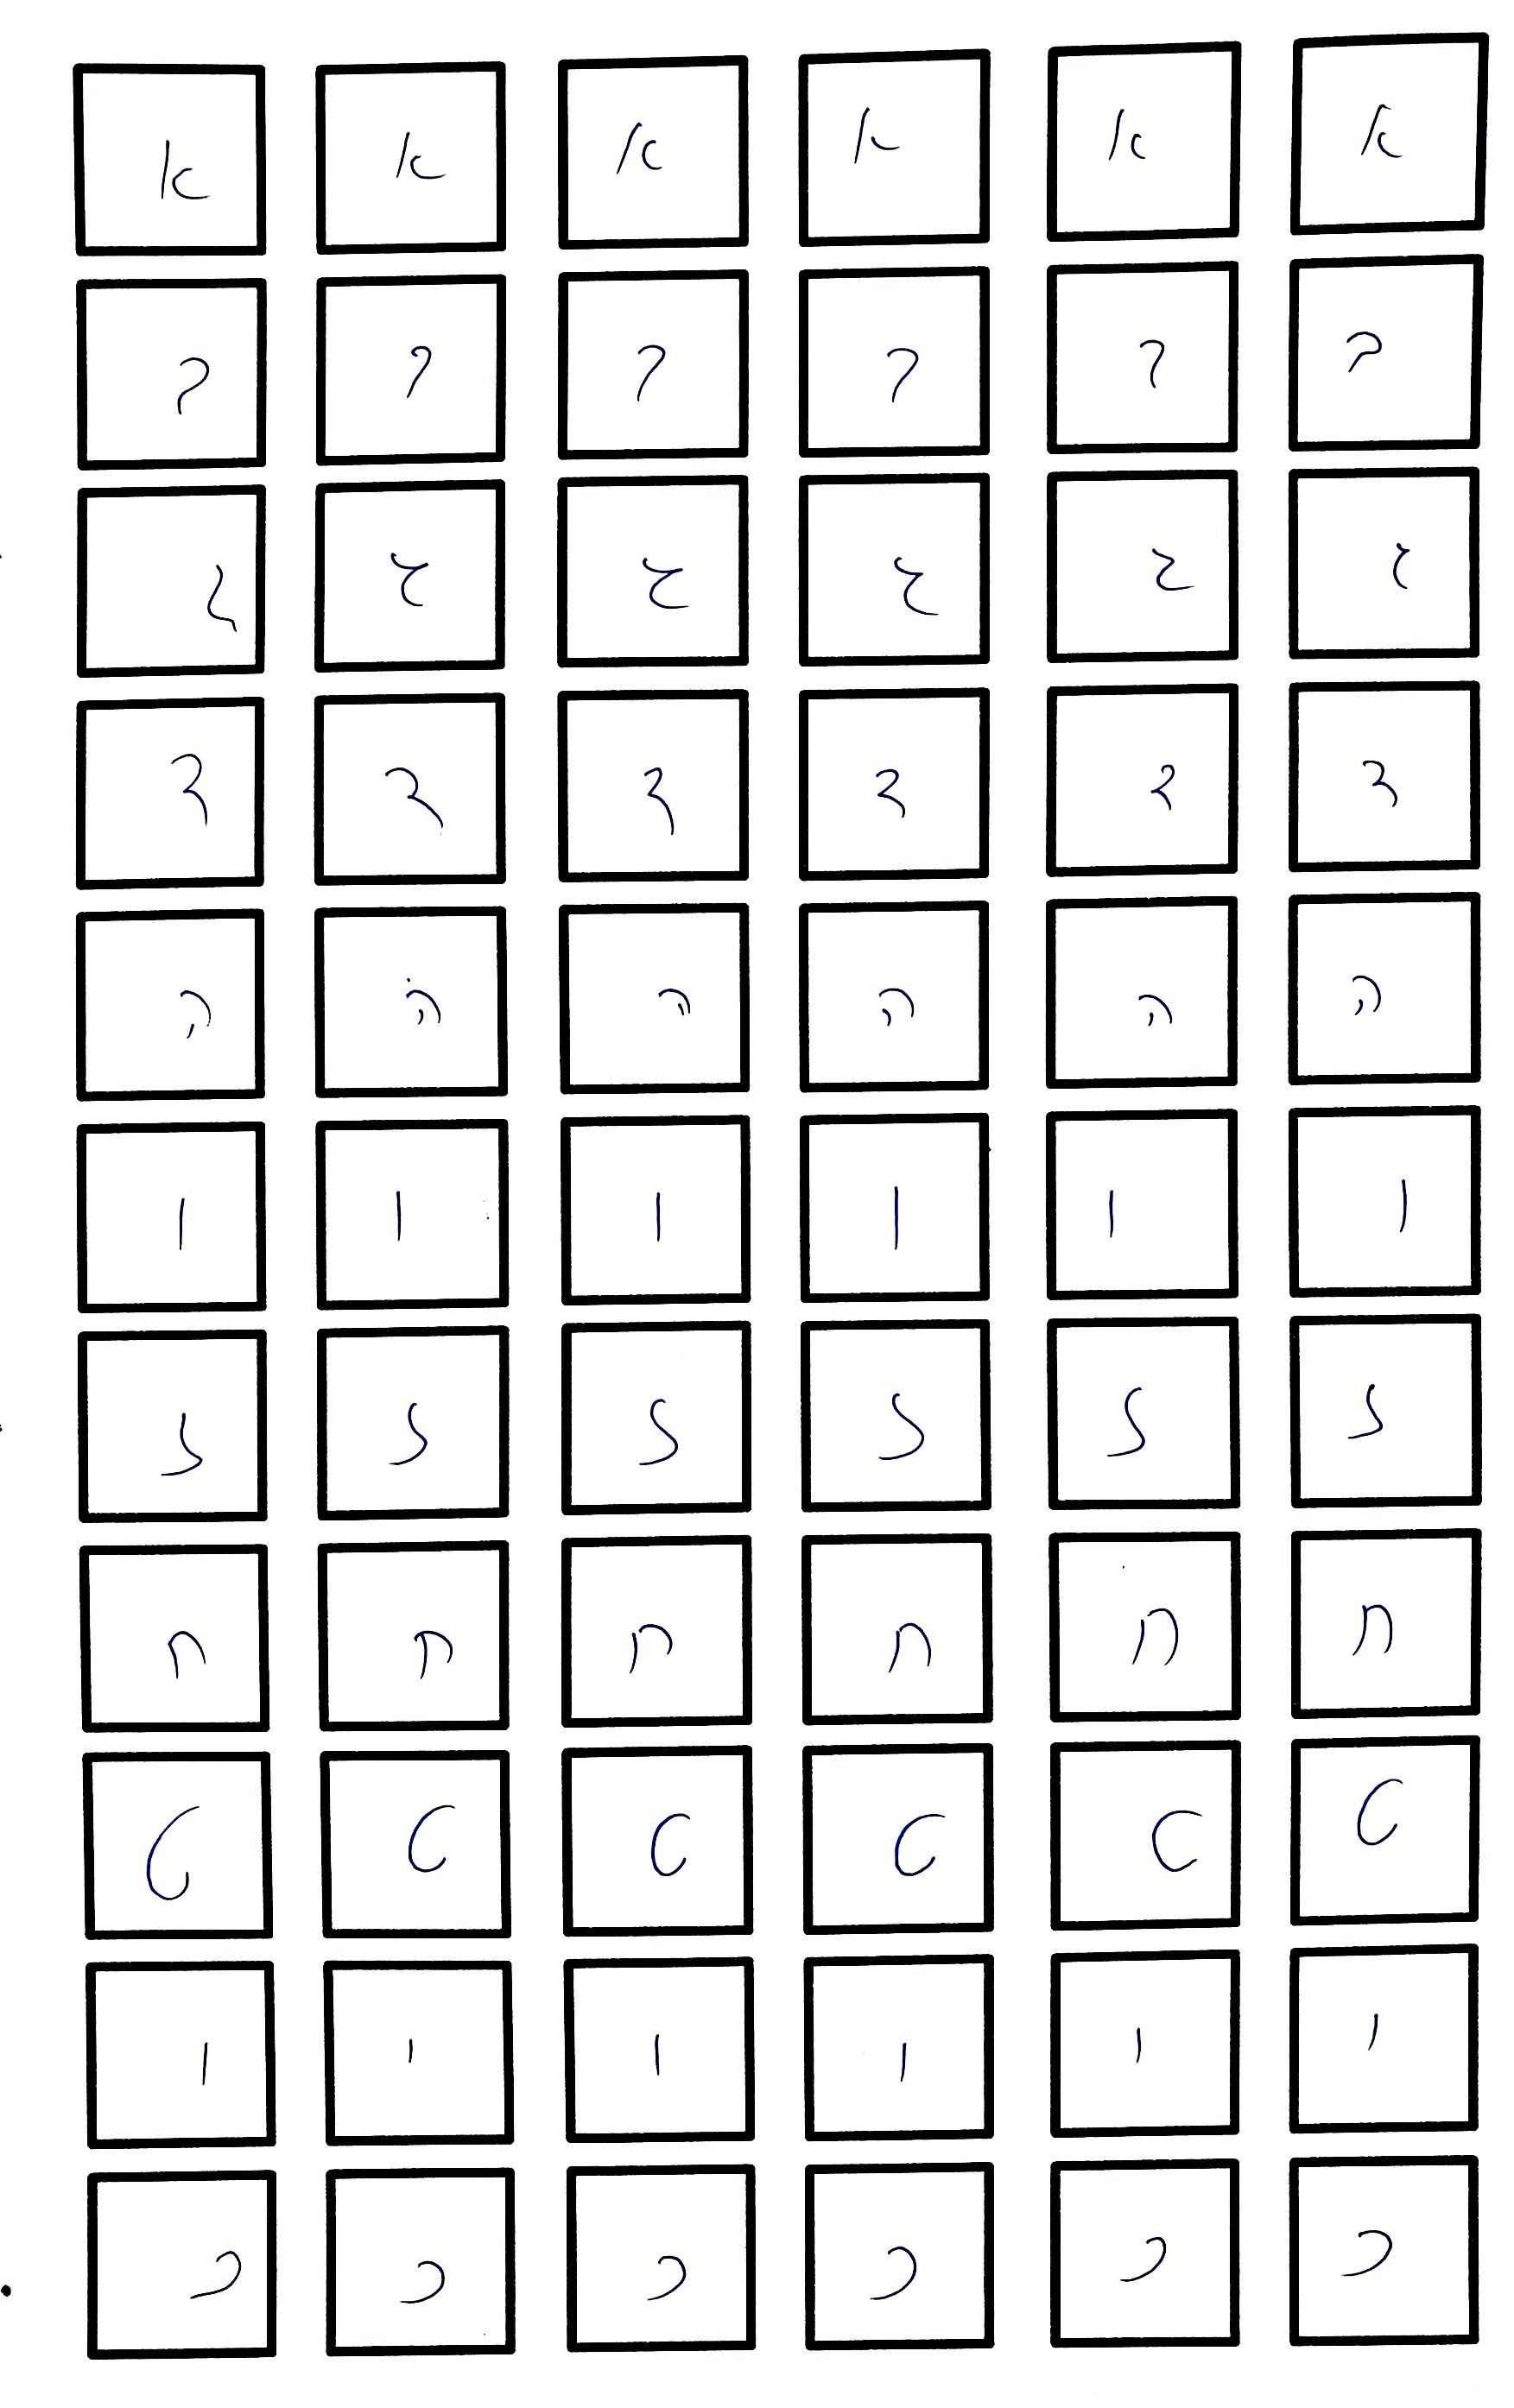 א א א א א א
ב ב ב ב ב ב
ג ג ג ג ג ג
ד ד ד ד ד ד
ה ה ה ה ה ה
ו ו ו ו ו ו
ז ז ז ז ז ז
ח ח ח ח ח ח
ט ט ט ט ט ט
י י י י י י
כ כ כ כ כ כ